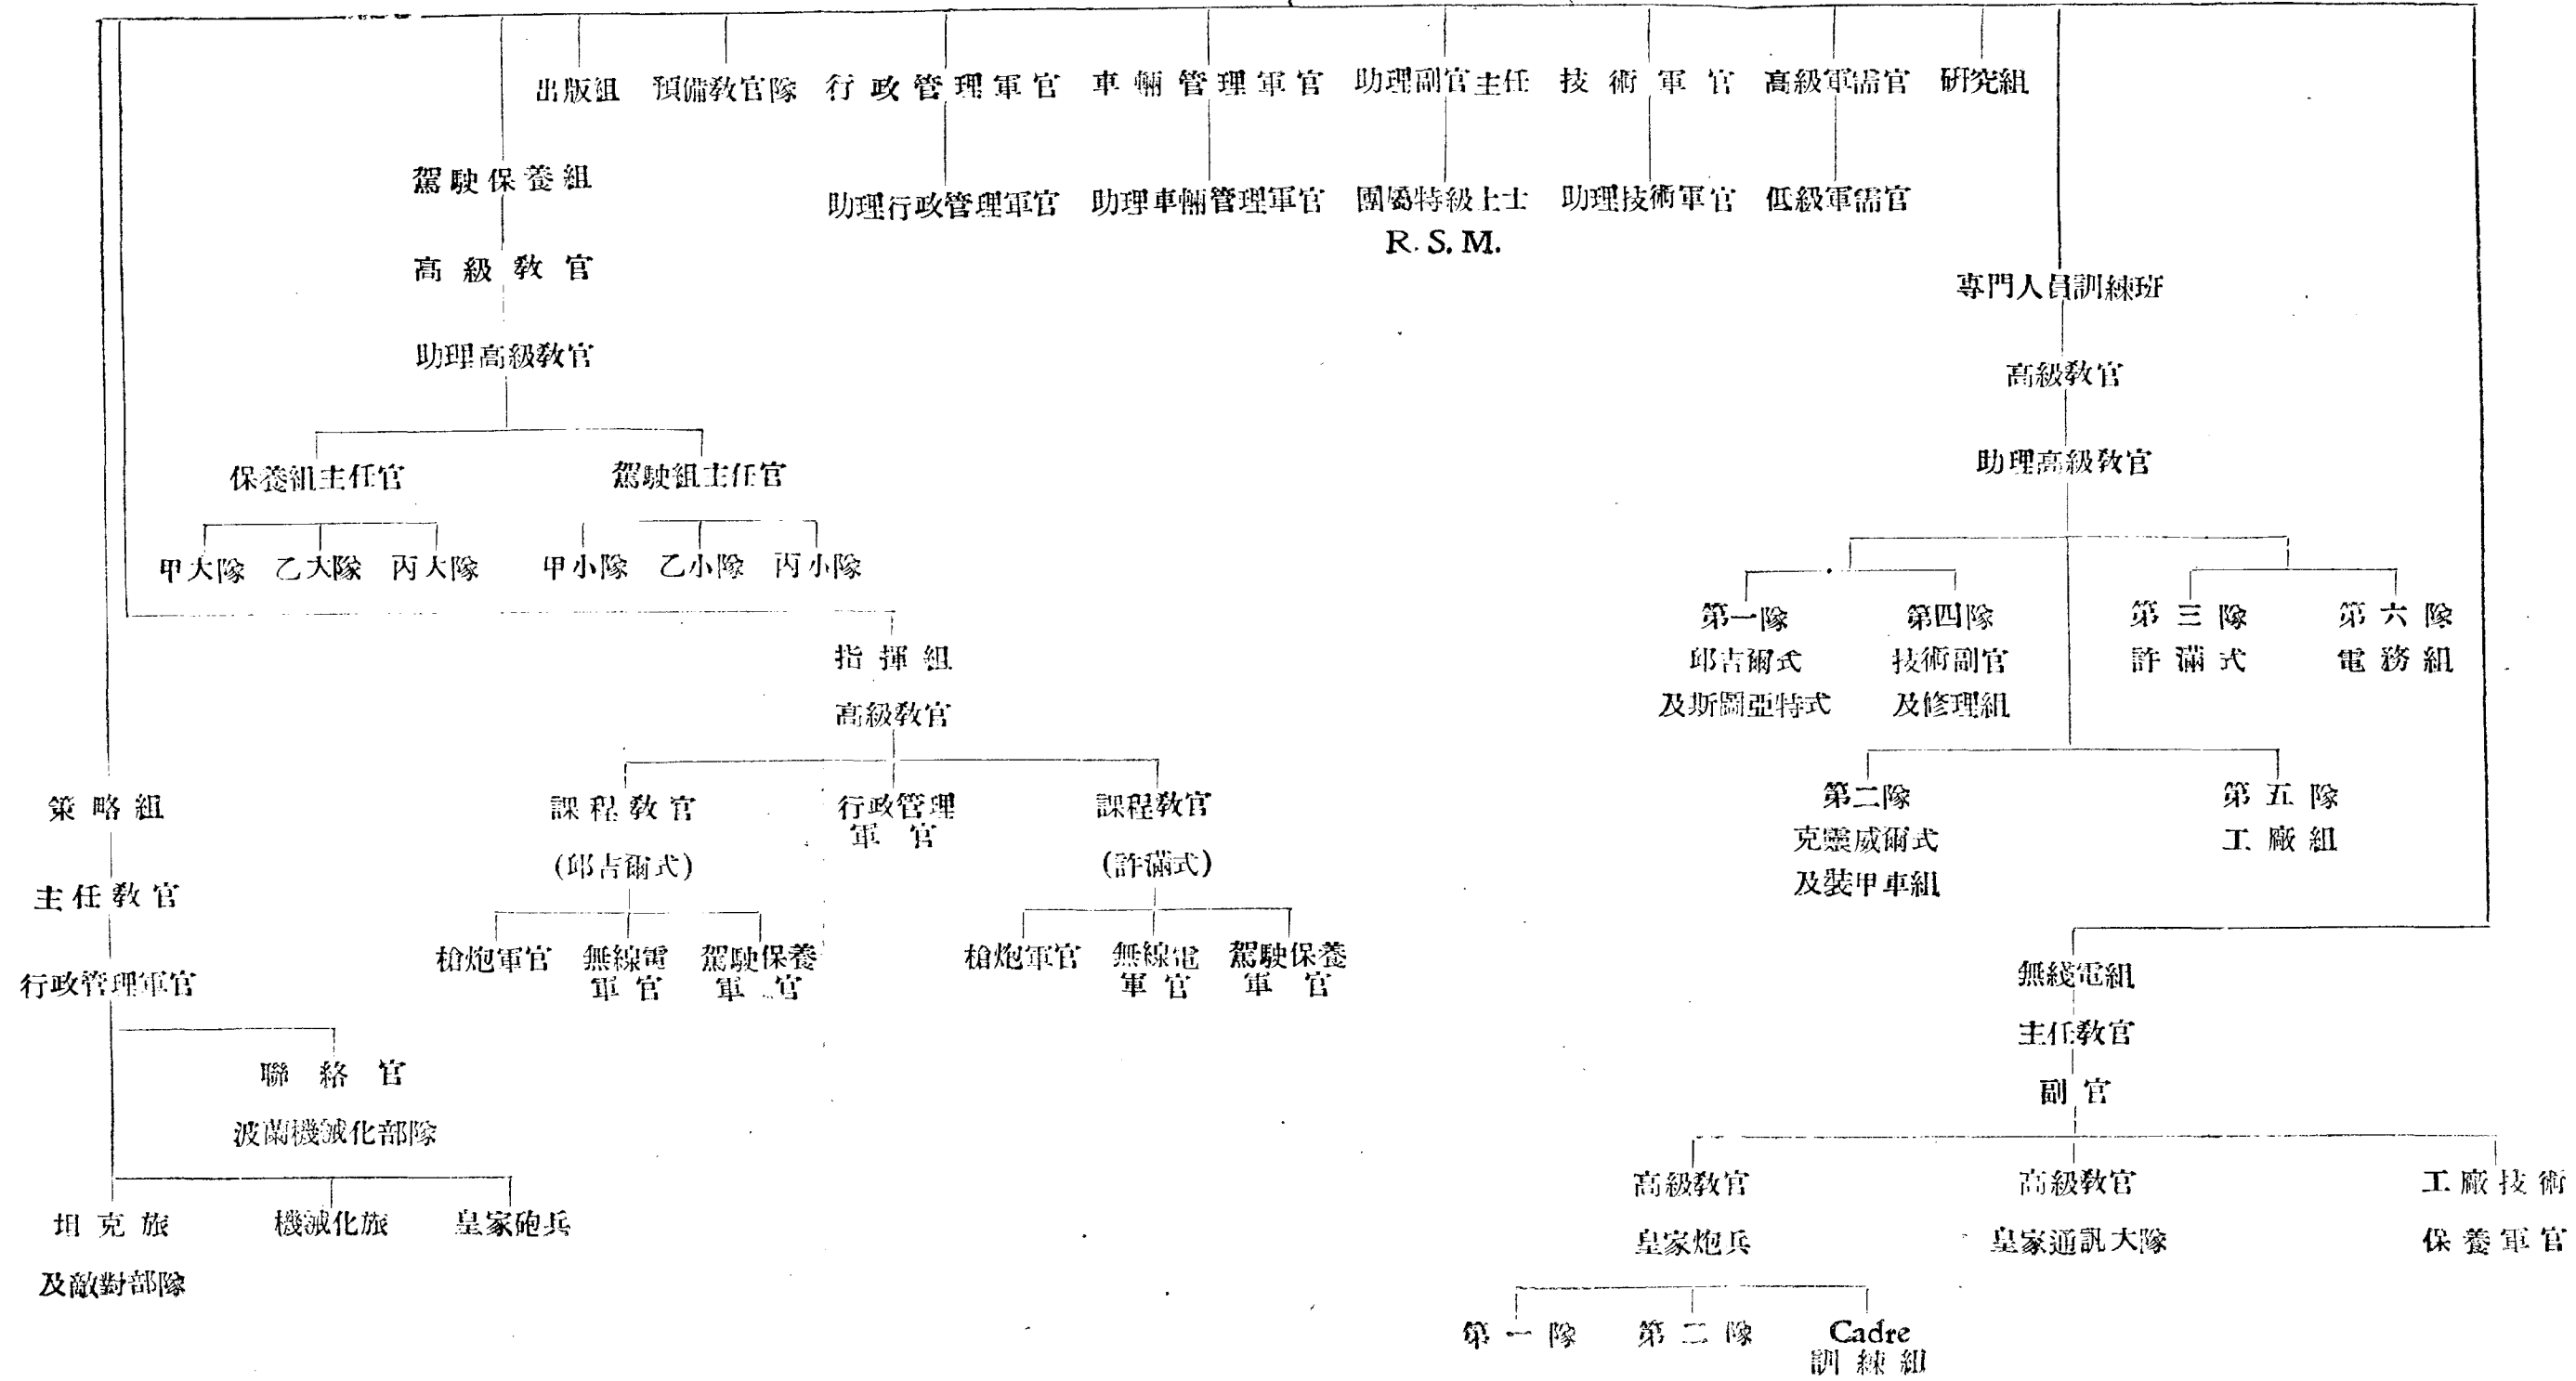 出版組
預備教官隊
行政管理軍官
車輛管理軍官
助理副官主任
技術軍官
高級軍需官
研究組
助理行政管理軍官
助理車輛管理軍官
團屬特級上士
R. S. M.
助理技術軍官
低級軍需官
駕駛保養組
高級教官
助理高級教官
保養組主任官
駕駛組主任官
甲大隊
乙大隊
丙大隊
甲小隊
乙小隊
丙小隊
指揮組
高級教官
課程教官
(邱吉爾式)
行政管理
軍官
課程教官
(許滿式)
槍炮軍官
無線電
軍官
駕駛保養
軍官
槍炮軍官
無線電
軍官
駕駛保養
軍官
策略組
主任教官
行政管理軍官
聯絡官
波蘭機械化部隊
坦克旅
及敵對部隊
機械化旅
皇家砲兵
專門人員訓練班
高級教官
助理高級教官
第一隊
邱吉爾式
及斯圖亞特式
第四隊
技術副官
及修理組
第三隊
許滿式
第六隊
電務組
第二隊
克靈威爾式
及裝甲車組
第五隊
工廠組
無綫電組
主任教官
副官
高級教官
皇家炮兵
高級教官
皇家通訊大隊
工廠技術
保養軍官
第一隊
第二隊
Cadre
訓練組